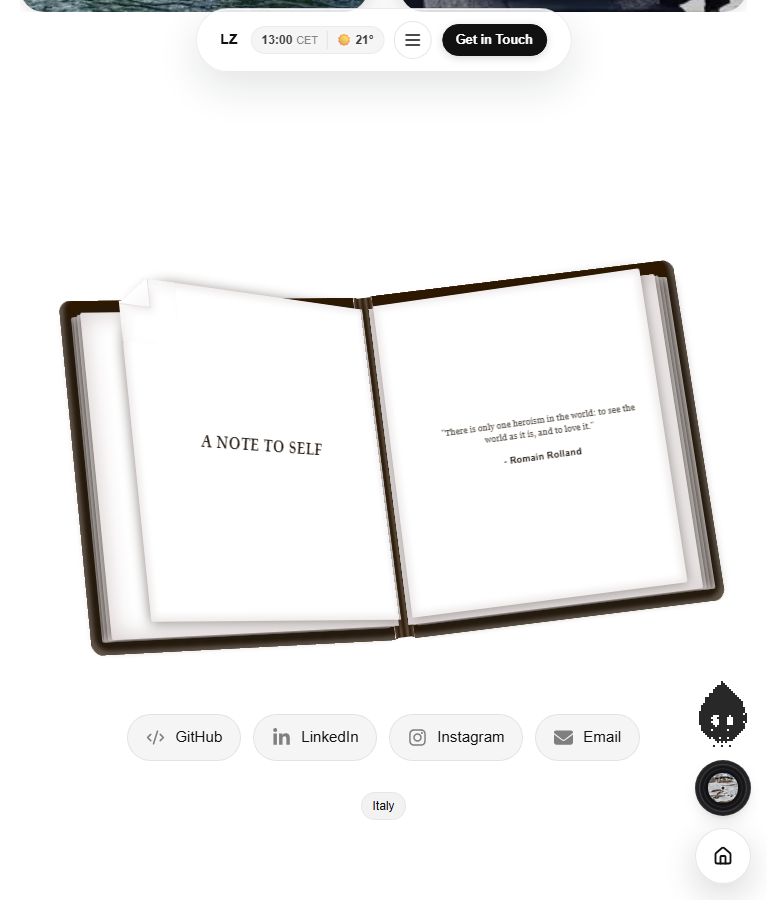 LZ
13:00 CET
21°
Get in Touch
A NOTE TO SELF
"There is only one heroism in the world: to see the
world as it is, and to love it."
- Romain Rolland
GitHub
LinkedIn
Instagram
Email
Italy